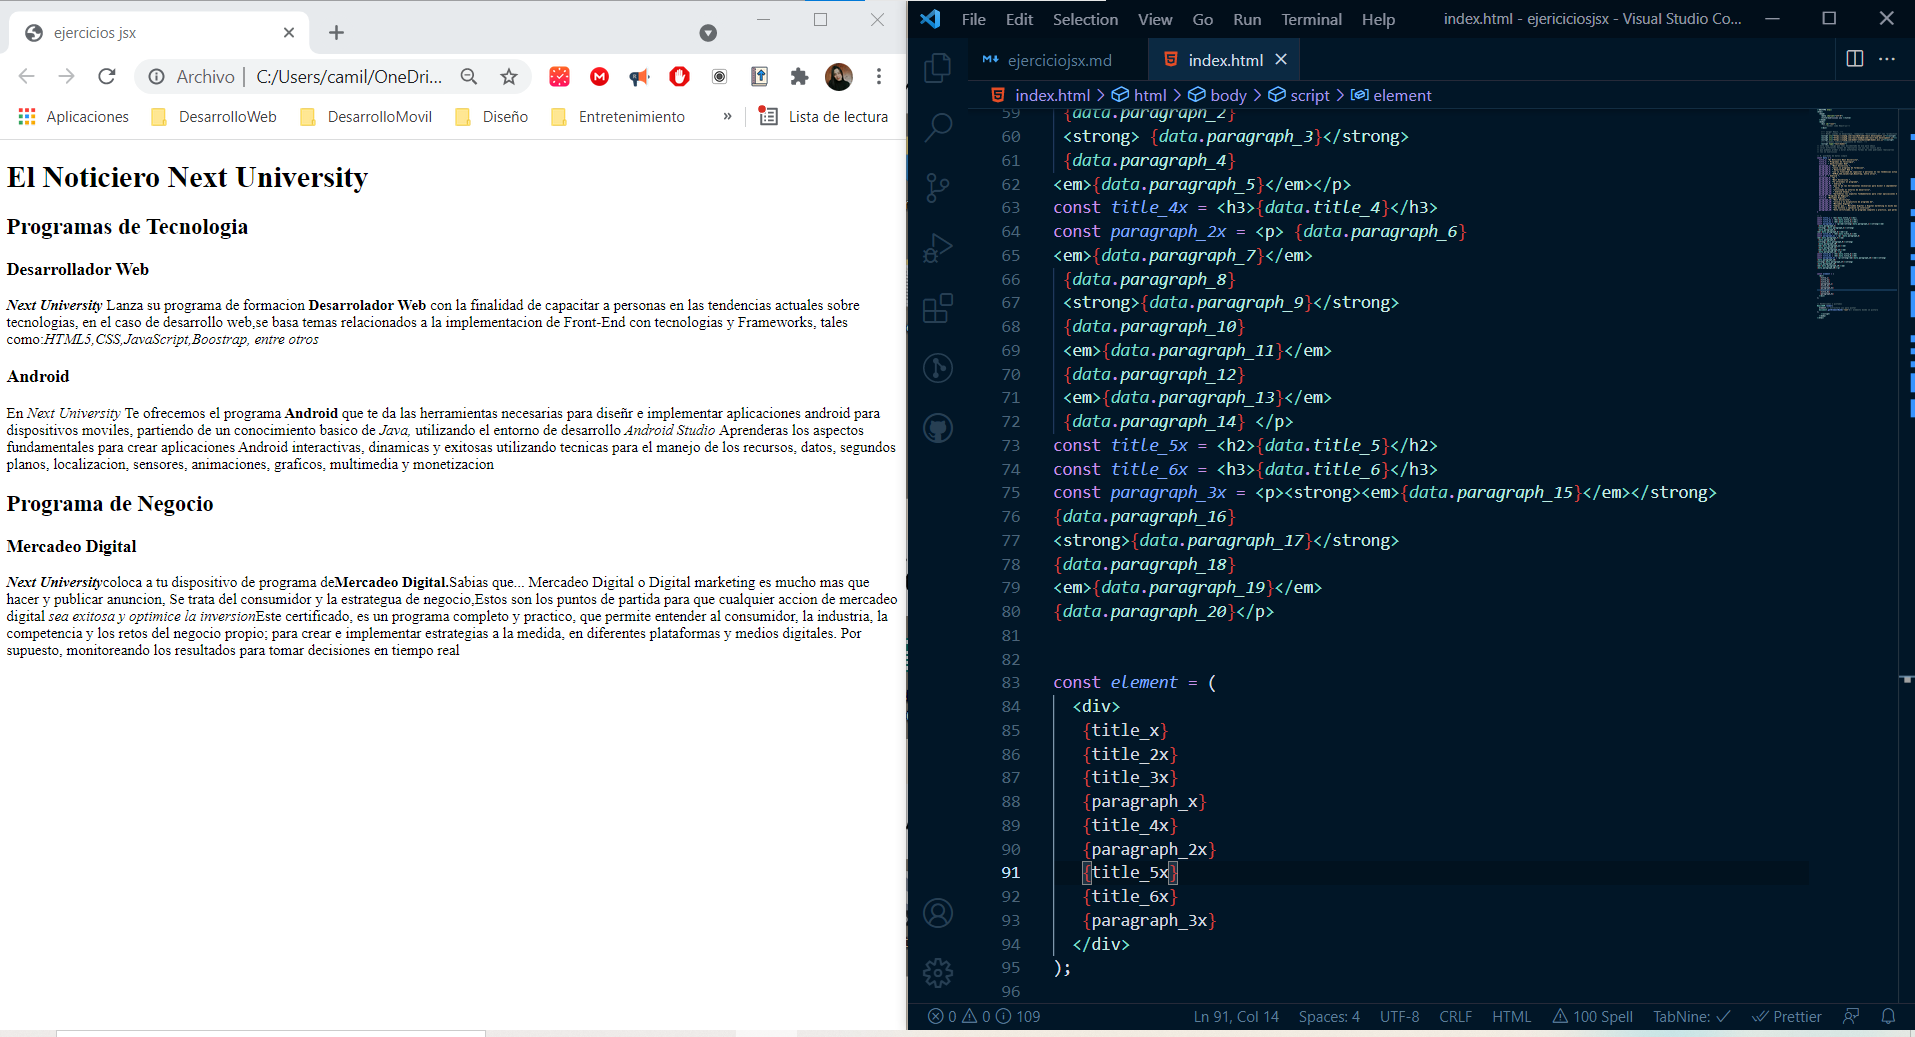 ejercicios jsx
Archivo | C:/Users/camil/OneDri...
Aplicaciones DesarrolloWeb DesarrolloMovil Diseño Entretenimiento » Lista de lectura
El Noticiero Next University
Programas de Tecnologia
Desarrollador Web
Next University Lanza su programa de formacion Desarrolador Web con la finalidad de capacitar a personas en las tendencias actuales sobre
tecnologias, en el caso de desarrollo web,se basa temas relacionados a la implementacion de Front-End con tecnologias y Frameworks, tales
como:HTML5,CSS,JavaScript,Boostrap, entre otros
Android
En Next University Te ofrecemos el programa Android que te da las herramientas necesarias para diseñr e implementar aplicaciones android para
dispositivos moviles, partiendo de un conocimiento basico de Java, utilizando el entorno de desarrollo Android Studio Aprenderas los aspectos
fundamentales para crear aplicaciones Android interactivas, dinamicas y exitosas utilizando tecnicas para el manejo de los recursos, datos, segundos
planos, localizacion, sensores, animaciones, graficos, multimedia y monetizacion
Programa de Negocio
Mercadeo Digital
Next Universitycoloca a tu dispositivo de programa deMercadeo Digital.Sabias que... Mercadeo Digital o Digital marketing es mucho mas que
hacer y publicar anuncion, Se trata del consumidor y la estrategua de negocio,Estos son los puntos de partida para que cualquier accion de mercadeo
digital sea exitosa y optimice la inversionEste certificado, es un programa completo y practico, que permite entender al consumidor, la industria, la
competencia y los retos del negocio propio; para crear e implementar estrategias a la medida, en diferentes plataformas y medios digitales. Por
supuesto, monitoreando los resultados para tomar decisiones en tiempo real
File Edit Selection View Go Run Terminal Help index.html - ejericiciosjsx - Visual Studio Co...
ejerciciojsx.md index.html
index.html > html > body > script > element
59 {data.paragraph_2}
60 <strong> {data.paragraph_3}</strong>
61 {data.paragraph_4}
62 <em>{data.paragraph_5}</em></p>
63 const title_4x = <h3>{data.title_4}</h3>
64 const paragraph_2x = <p> {data.paragraph_6}
65 <em>{data.paragraph_7}</em>
66 {data.paragraph_8}
67 <strong>{data.paragraph_9}</strong>
68 {data.paragraph_10}
69 <em>{data.paragraph_11}</em>
70 {data.paragraph_12}
71 <em>{data.paragraph_13}</em>
72 {data.paragraph_14} </p>
73 const title_5x = <h2>{data.title_5}</h2>
74 const title_6x = <h3>{data.title_6}</h3>
75 const paragraph_3x = <p><strong><em>{data.paragraph_15}</em></strong>
76 {data.paragraph_16}
77 <strong>{data.paragraph_17}</strong>
78 {data.paragraph_18}
79 <em>{data.paragraph_19}</em>
80 {data.paragraph_20}</p>
81
82
83 const element = (
84 <div>
85 {title_x}
86 {title_2x}
87 {title_3x}
88 {paragraph_x}
89 {title_4x}
90 {paragraph_2x}
91 {title_5x}
92 {title_6x}
93 {paragraph_3x}
94 </div>
95 );
96
0 0 109 Ln 91, Col 14 Spaces: 4 UTF-8 CRLF HTML 100 Spell TabNine: ✓ Prettier